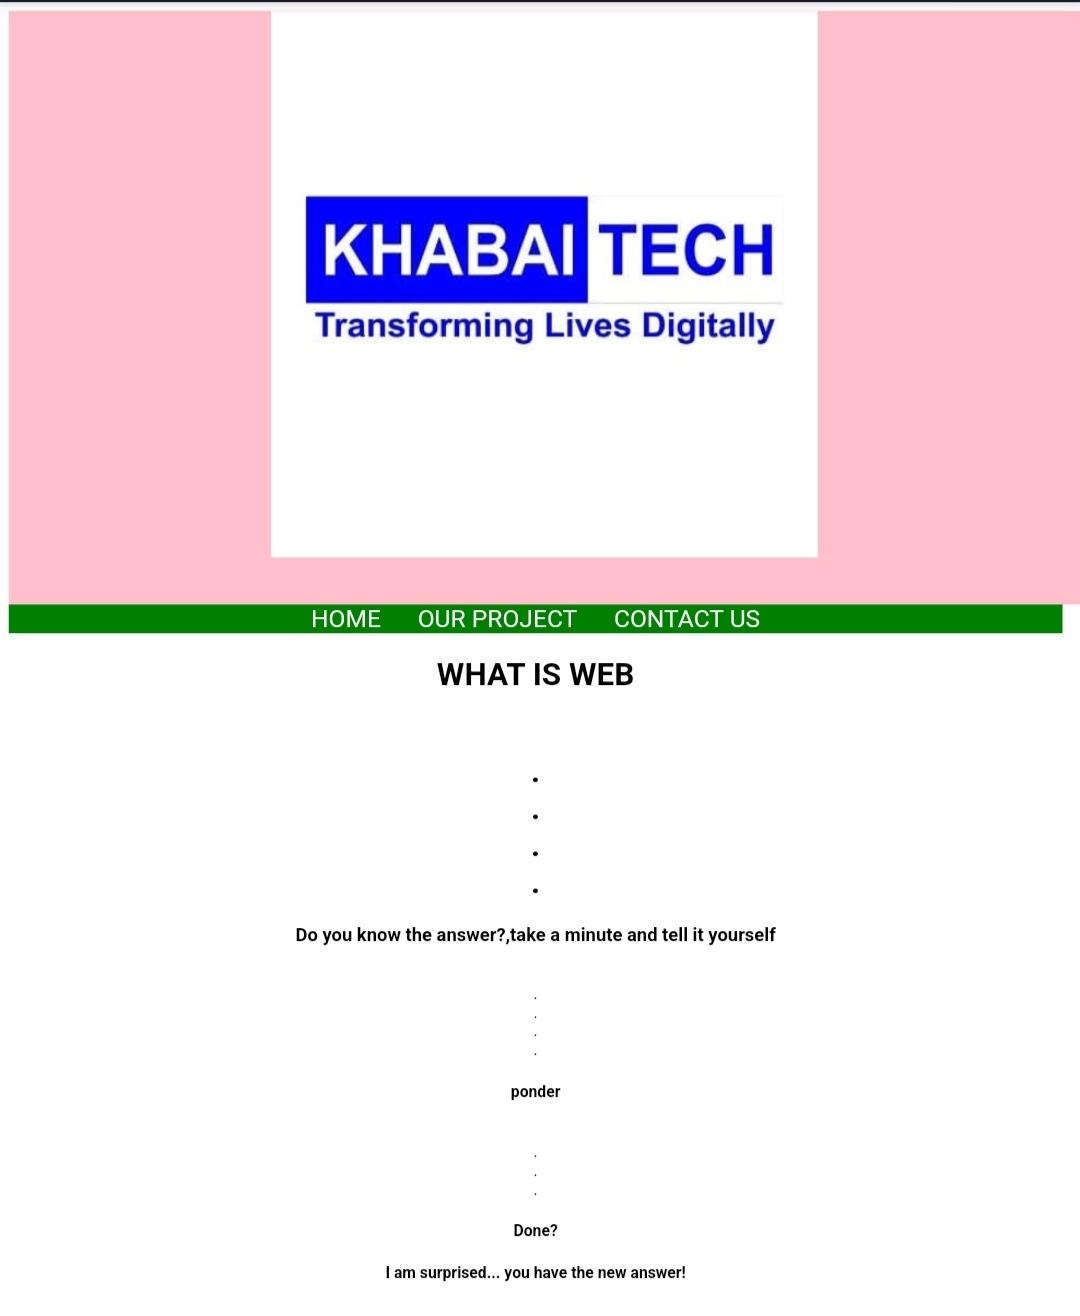 KHABAI TECH
Transforming Lives Digitally
HOME OUR PROJECT CONTACT US
WHAT IS WEB
.
.
.
.
Do you know the answer?,take a minute and tell it yourself
.
.
.
.
ponder
.
.
.
Done?
I am surprised... you have the new answer!